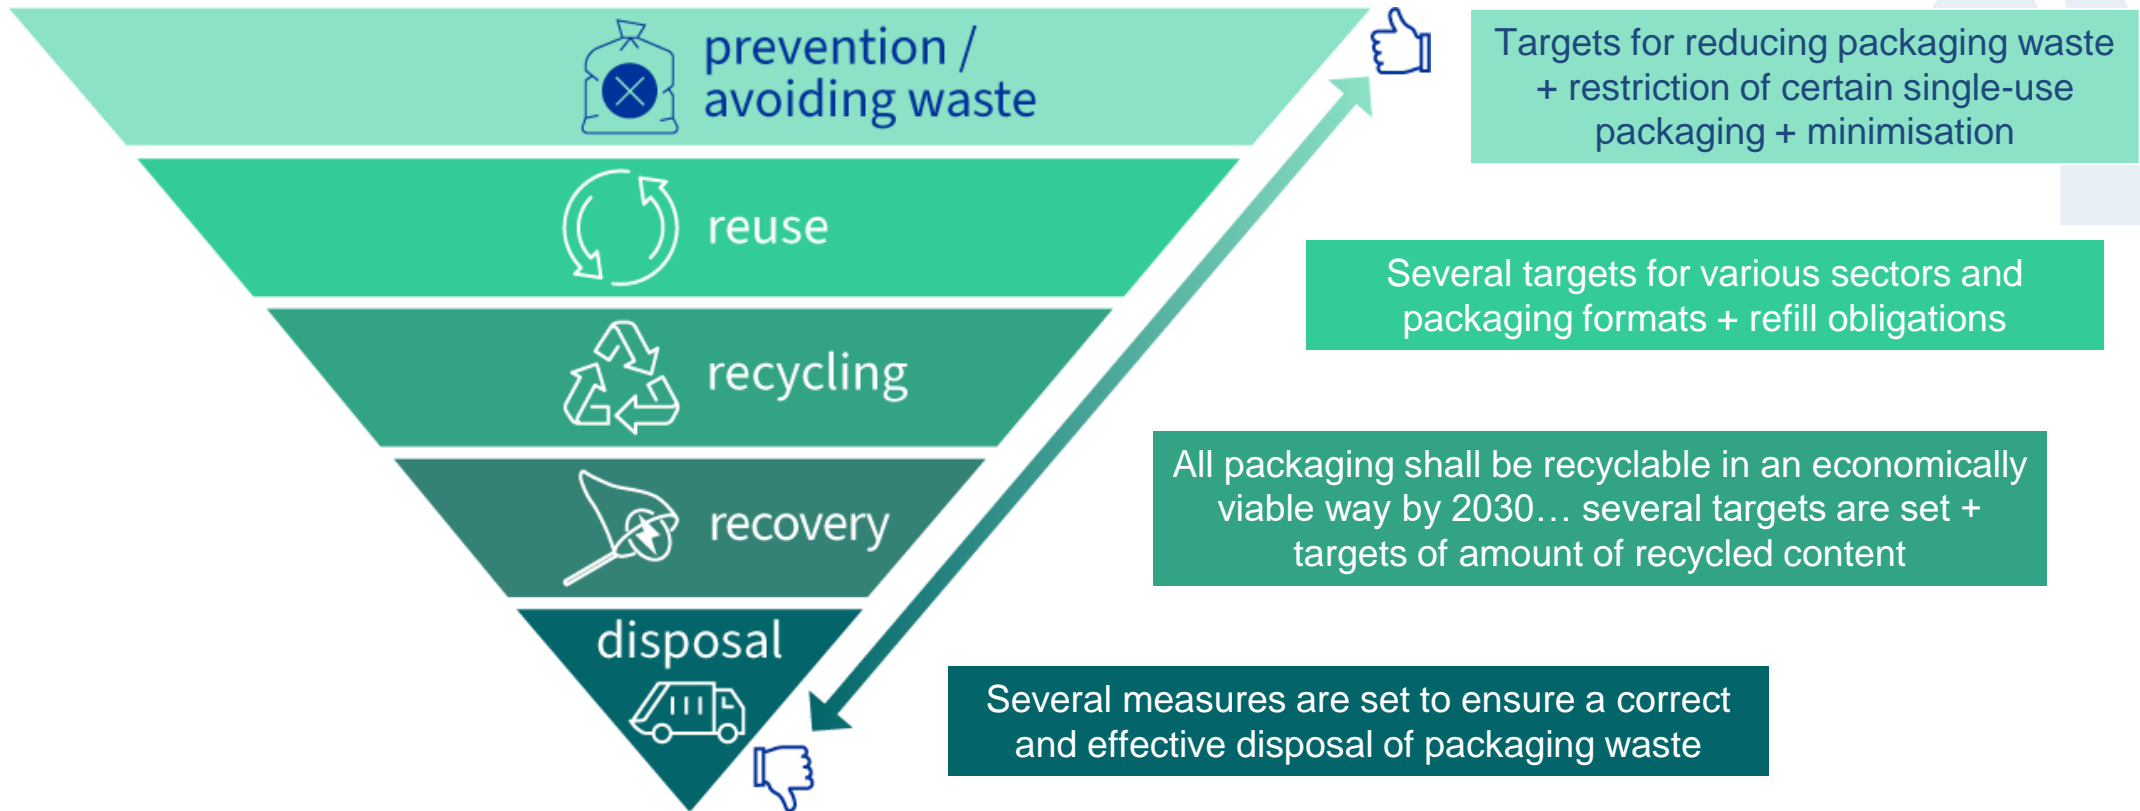 prevention /
avoiding waste
reuse
recycling
recovery
disposal
Targets for reducing packaging waste
+ restriction of certain single-use
packaging + minimisation
Several targets for various sectors and
packaging formats + refill obligations
All packaging shall be recyclable in an economically
viable way by 2030… several targets are set +
targets of amount of recycled content
Several measures are set to ensure a correct
and effective disposal of packaging waste